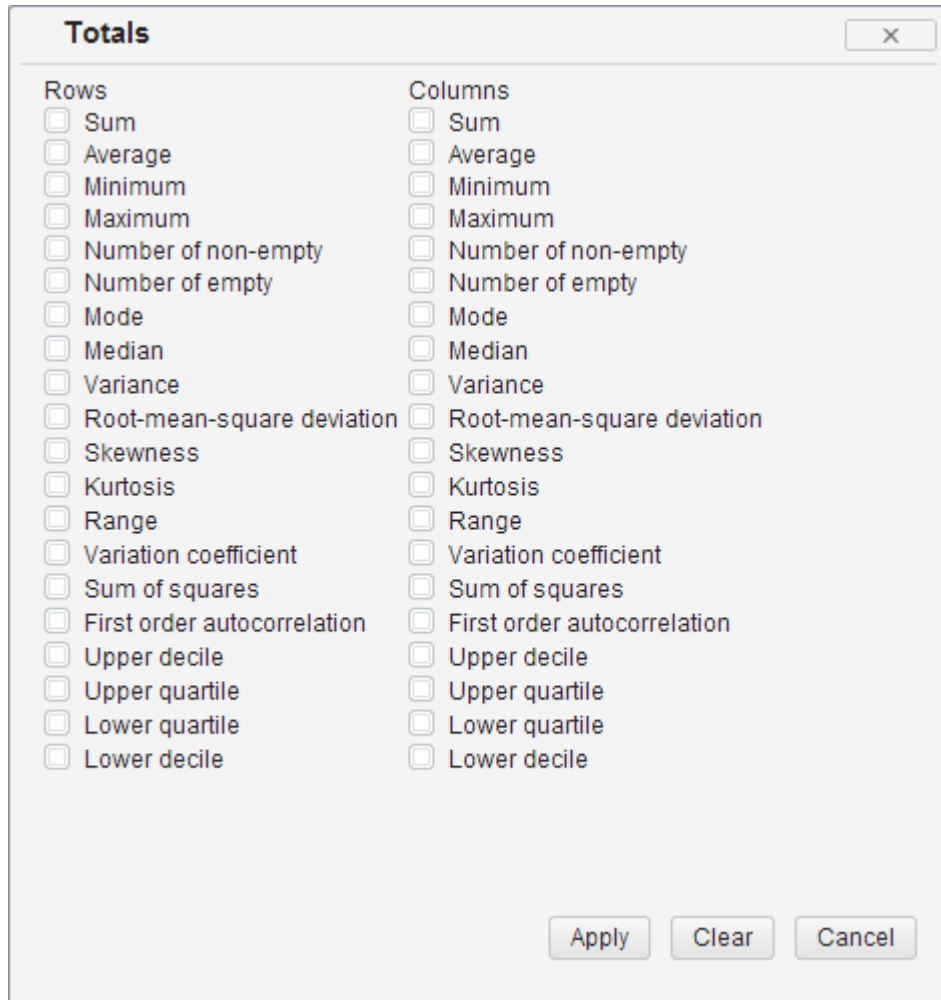 Totals
Rows Columns
Sum Sum
Average Average
Minimum Minimum
Maximum Maximum
Number of non-empty Number of non-empty
Number of empty Number of empty
Mode Mode
Median Median
Variance Variance
Root-mean-square deviation Root-mean-square deviation
Skewness Skewness
Kurtosis Kurtosis
Range Range
Variation coefficient Variation coefficient
Sum of squares Sum of squares
First order autocorrelation First order autocorrelation
Upper decile Upper decile
Upper quartile Upper quartile
Lower quartile Lower quartile
Lower decile Lower decile
Apply Clear Cancel